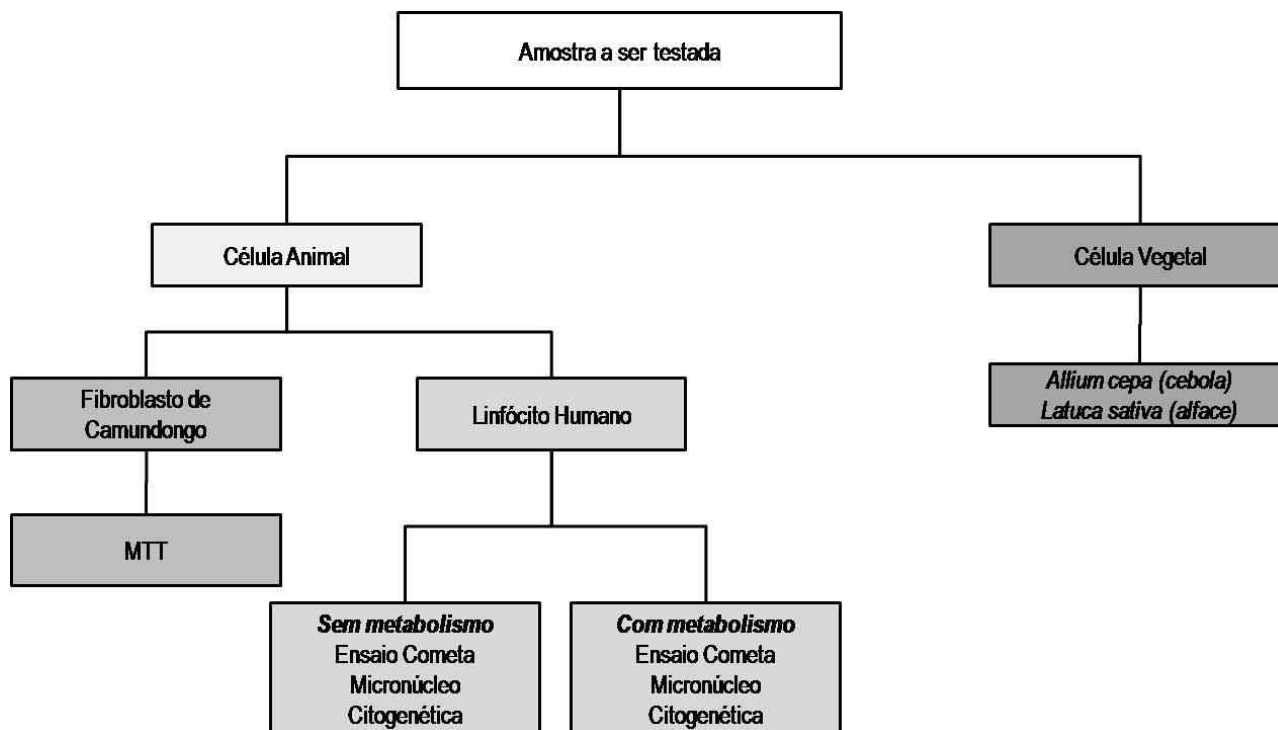 Amostra a ser testada
Célula Animal
Célula Vegetal
Fibroblasto de
Camundongo
Linfócito Humano
Allium cepa (cebola)
Latuca sativa (alface)
MTT
Sem metabolismo
Ensaio Cometa
Micronúcleo
Citogenética
Com metabolismo
Ensaio Cometa
Micronúcleo
Citogenética